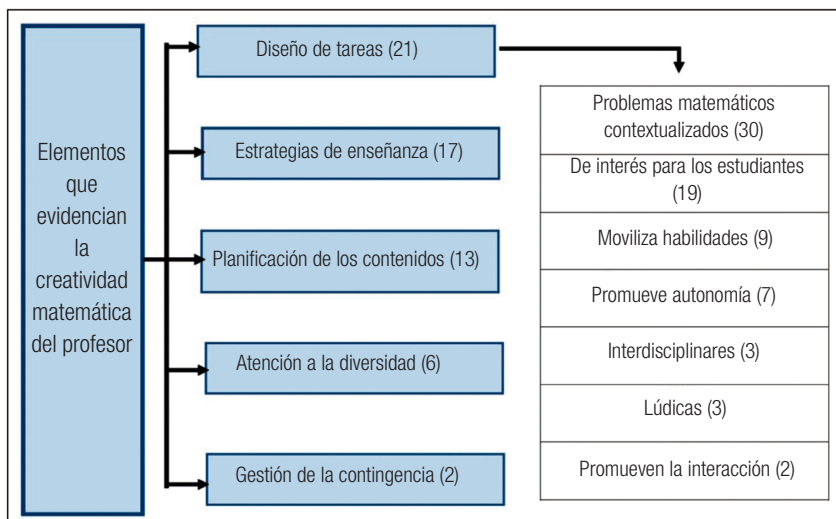 Elementos
que
evidencian
la
creatividad
matemática
del profesor
Diseño de tareas (21)
Estrategias de enseñanza (17)
Planificación de los contenidos (13)
Atención a la diversidad (6)
Gestión de la contingencia (2)
Problemas matemáticos
contextualizados (30)
De interés para los estudiantes
(19)
Moviliza habilidades (9)
Promueve autonomía (7)
Interdisciplinares (3)
Lúdicas (3)
Promueven la interacción (2)